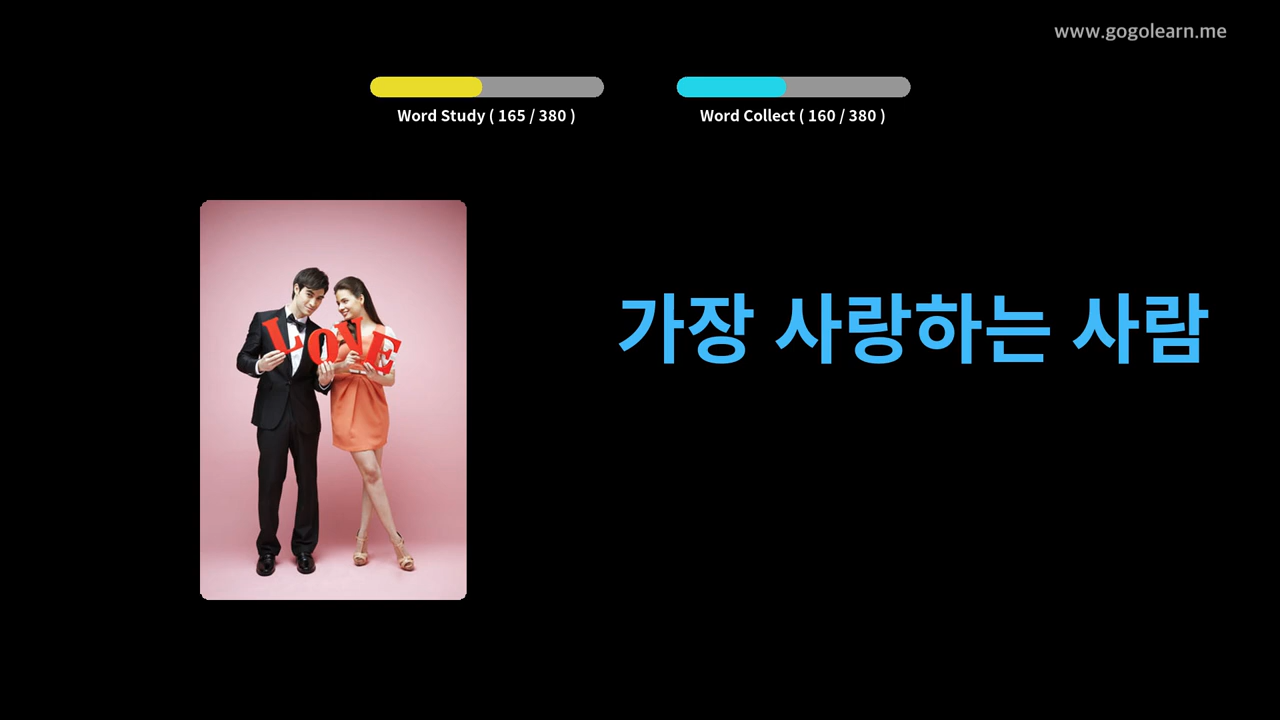 www.gogolearn.me
Word Study ( 165 / 380 )
Word Collect ( 160 / 380 )
LOVE
가장 사랑하는 사람